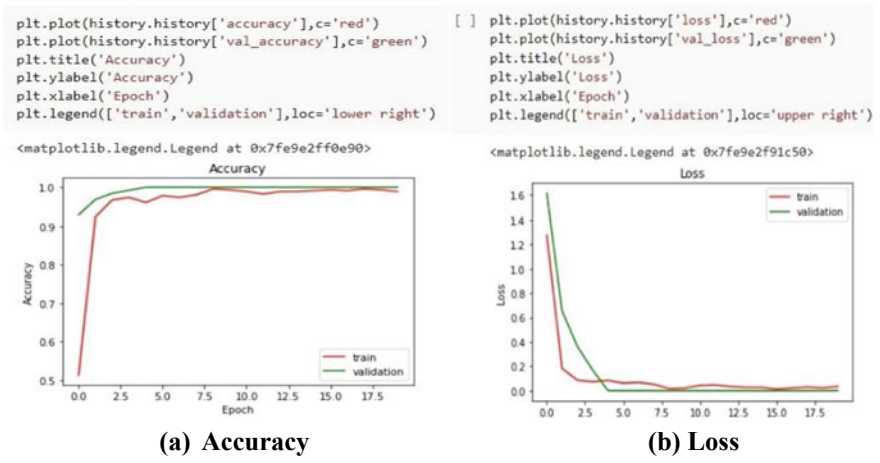 plt.plot(history.history['accuracy'],c='red')
plt.plot(history.history['val_accuracy'],c='green')
plt.title('Accuracy')
plt.ylabel('Accuracy')
plt.xlabel('Epoch')
plt.legend(['train','validation'],loc='lower right')
<matplotlib.legend.Legend at 0x7fe9e2ff0e90>
Accuracy
1.0
0.9
0.8
0.7
0.6
0.5
Accuracy
train
validation
0.0 2.5 5.0 7.5 10.0 12.5 15.0 17.5
Epoch
(a) Accuracy
[ ] plt.plot(history.history['loss'],c='red')
plt.plot(history.history['val_loss'],c='green')
plt.title('Loss')
plt.ylabel('Loss')
plt.xlabel('Epoch')
plt.legend(['train','validation'],loc='upper right')
<matplotlib.legend.Legend at 0x7fe9e2f91c50>
Loss
1.6
1.4
1.2
1.0
0.8
0.6
0.4
0.2
0.0
Loss
train
validation
0.0 2.5 5.0 7.5 10.0 12.5 15.0 17.5
Epoch
(b) Loss